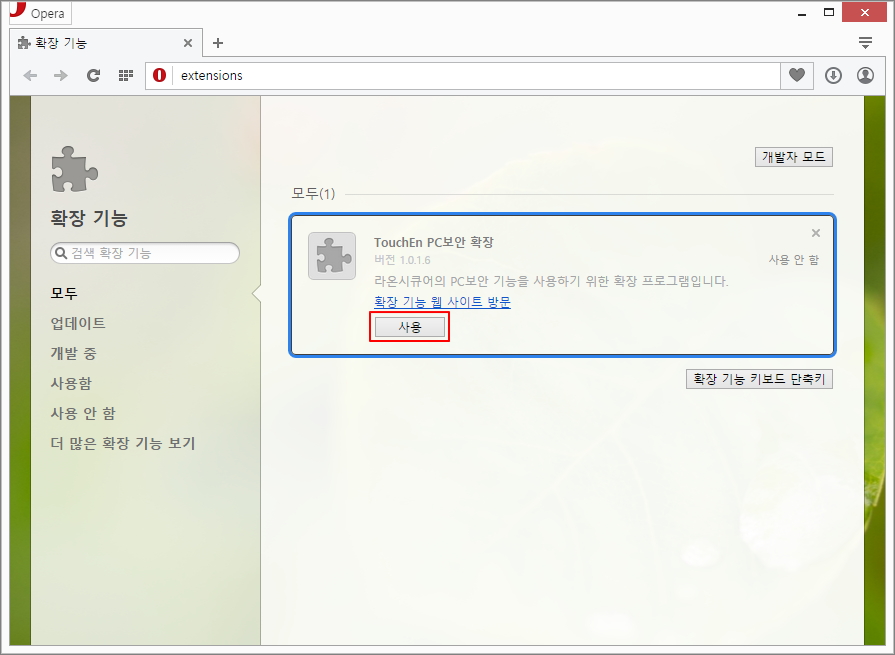 Opera
확장 기능
extensions
확장 기능
검색 확장 기능
모두
업데이트
개발 중
사용함
사용 안 함
더 많은 확장 기능 보기
개발자 모드
모두(1)
TouchEn PC보안 확장
버전 1.0.1.6
사용 안 함
라온시큐어의 PC보안 기능을 사용하기 위한 확장 프로그램입니다.
확장 기능 웹 사이트 방문
사용
확장 기능 키보드 단축키